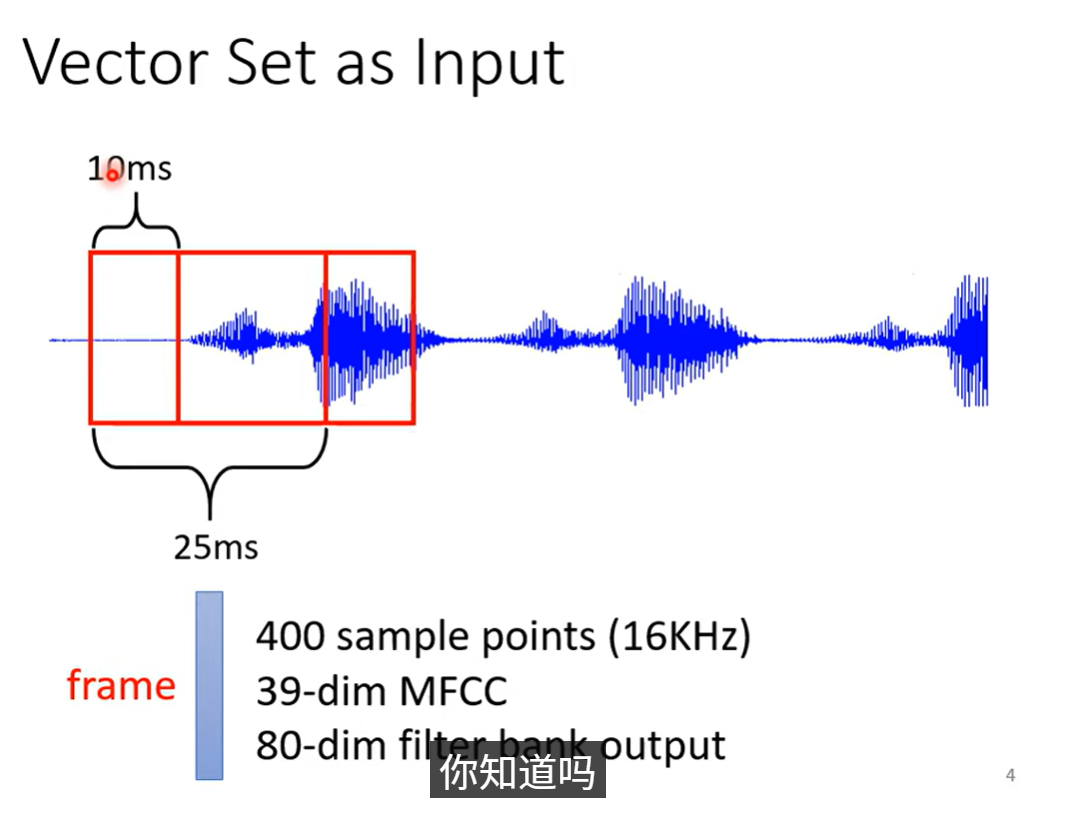 Vector Set as Input
10ms
25ms
frame
400 sample points (16KHz)
39-dim MFCC
80-dim filter bank output
你知道吗
4